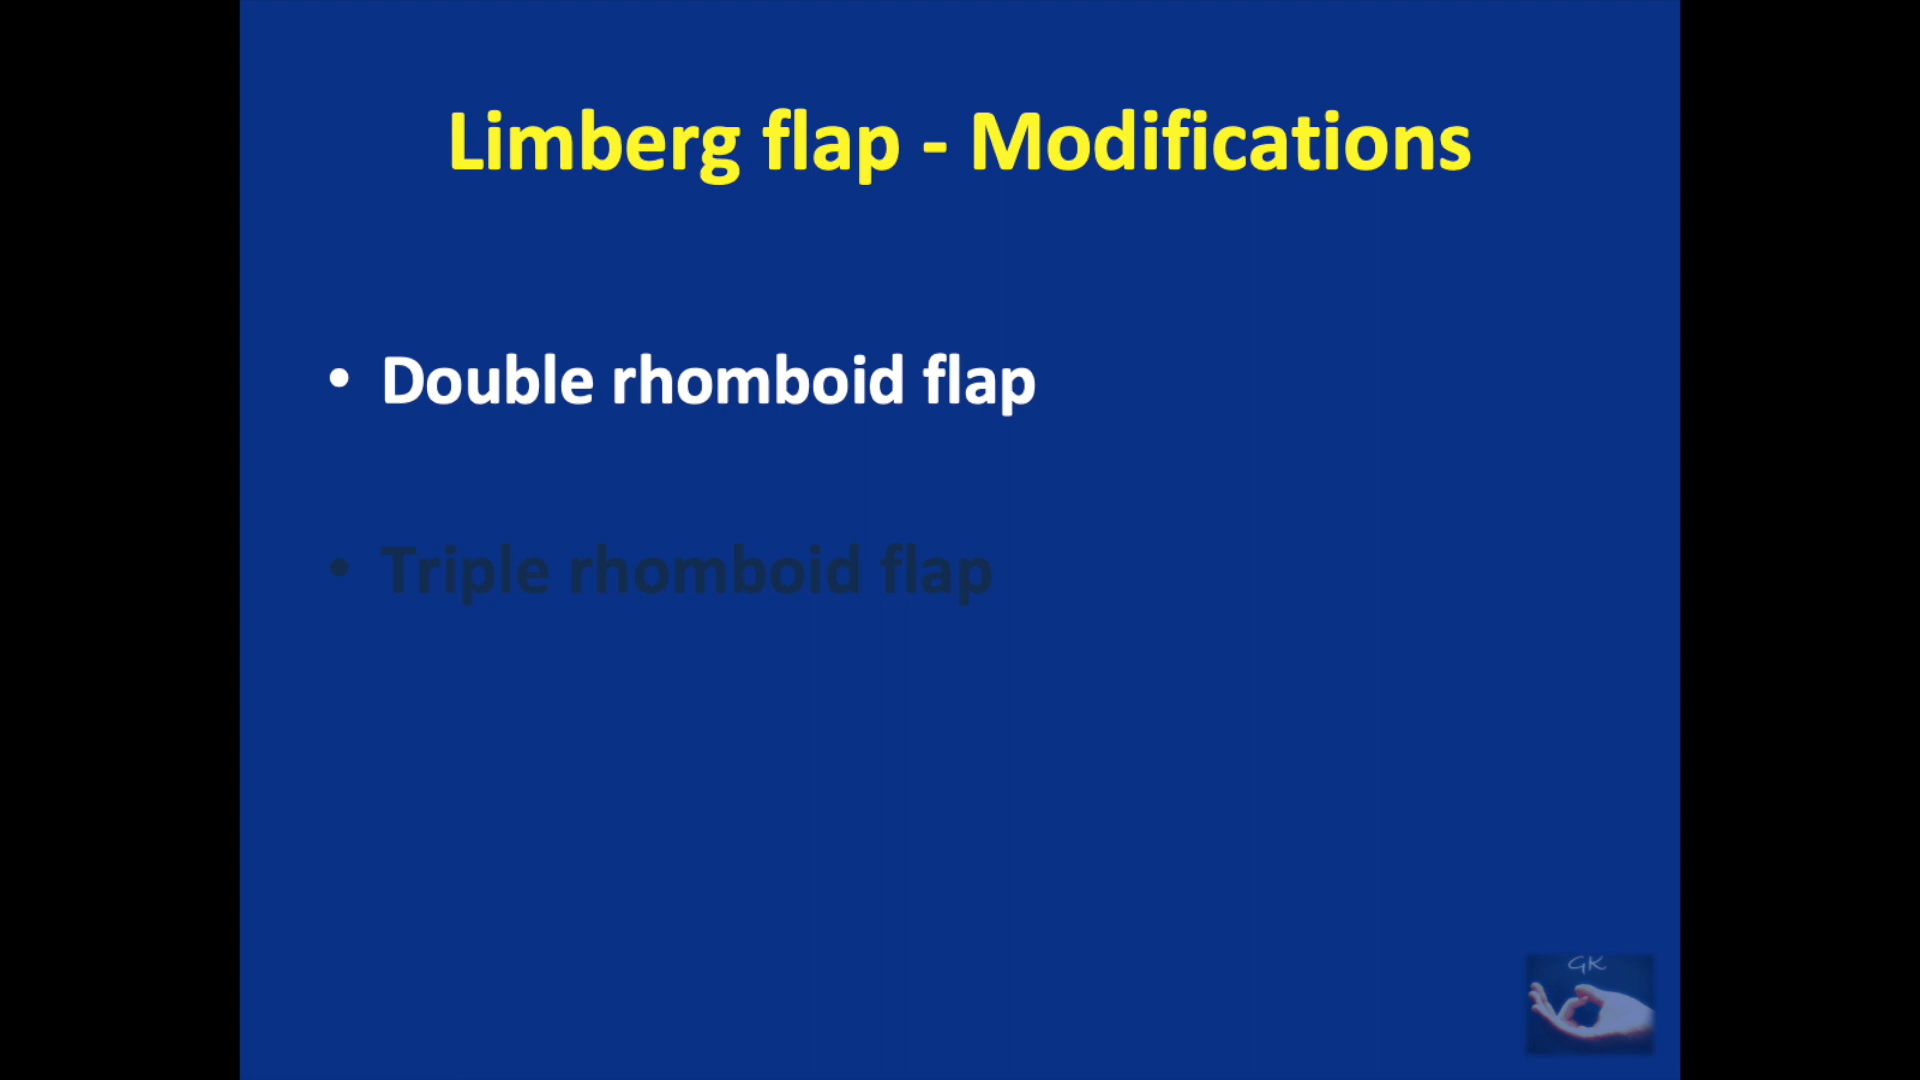 Limberg flap - Modifications
• Double rhomboid flap
• Triple rhomboid flap
GK